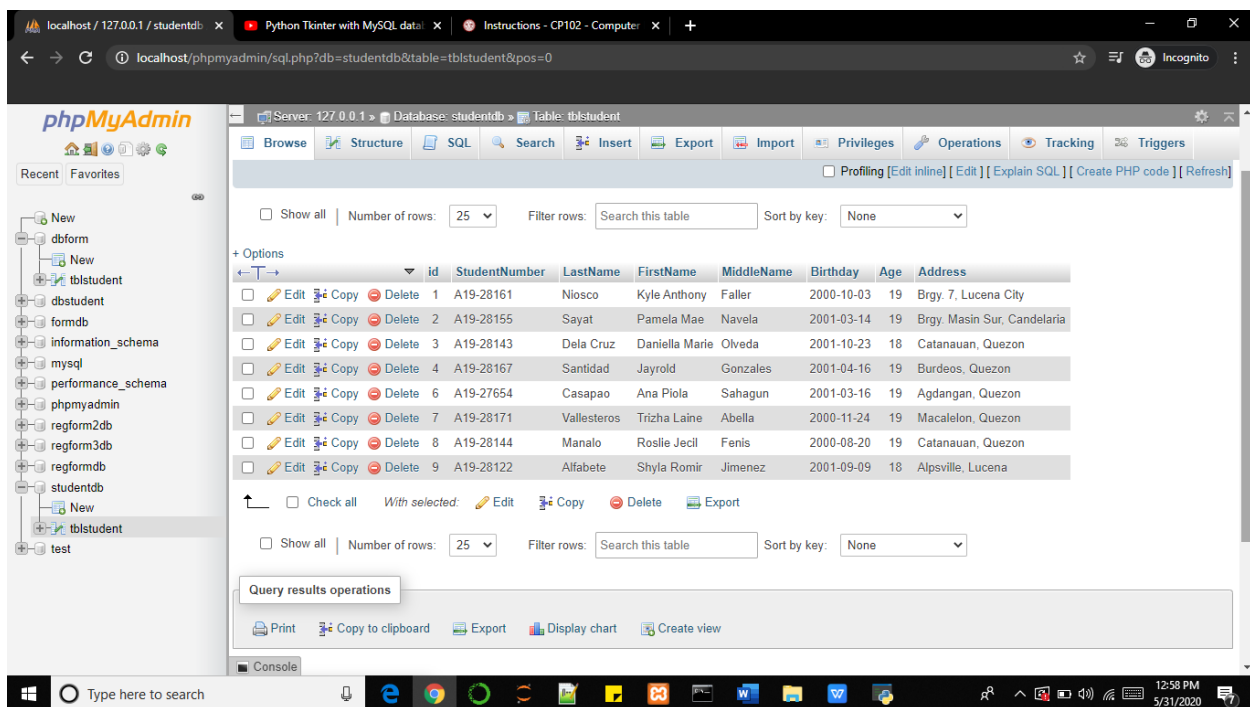 localhost / 127.0.0.1 / studentdb
Python Tkinter with MySQL datal
Instructions - CP102 - Computer
localhost/phpmyadmin/sql.php?db=studentdb&table=tblstudent&pos=0
Incognito
phpMyAdmin
Recent Favorites
New
dbform
New
tblstudent
dbstudent
formdb
information_schema
mysql
performance_schema
phpmyadmin
regform2db
regform3db
regformdb
studentdb
New
tblstudent
test
Server: 127.0.0.1 » Database: studentdb » Table: tblstudent
Browse Structure SQL Search Insert Export Import Privileges Operations Tracking Triggers
Profiling [Edit inline] [ Edit ] [ Explain SQL ] [ Create PHP code ] [ Refresh]
Show all | Number of rows: 25 Filter rows: Search this table Sort by key: None
+ Options
←T→ id StudentNumber LastName FirstName MiddleName Birthday Age Address
Edit Copy Delete 1 A19-28161 Niosco Kyle Anthony Faller 2000-10-03 19 Brgy. 7, Lucena City
Edit Copy Delete 2 A19-28155 Sayat Pamela Mae Navela 2001-03-14 19 Brgy. Masin Sur, Candelaria
Edit Copy Delete 3 A19-28143 Dela Cruz Daniella Marie Olveda 2001-10-23 18 Catanauan, Quezon
Edit Copy Delete 4 A19-28167 Santidad Jayrold Gonzales 2001-04-16 19 Burdeos, Quezon
Edit Copy Delete 6 A19-27654 Casapao Ana Piola Sahagun 2001-03-16 19 Agdangan, Quezon
Edit Copy Delete 7 A19-28171 Vallesteros Trizha Laine Abella 2000-11-24 19 Macalelon, Quezon
Edit Copy Delete 8 A19-28144 Manalo Roslie Jecil Fenis 2000-08-20 19 Catanauan, Quezon
Edit Copy Delete 9 A19-28122 Alfabete Shyla Romir Jimenez 2001-09-09 18 Alpsville, Lucena
Check all With selected: Edit Copy Delete Export
Show all | Number of rows: 25 Filter rows: Search this table Sort by key: None
Query results operations
Print Copy to clipboard Export Display chart Create view
Console
Type here to search
12:58 PM
5/31/2020